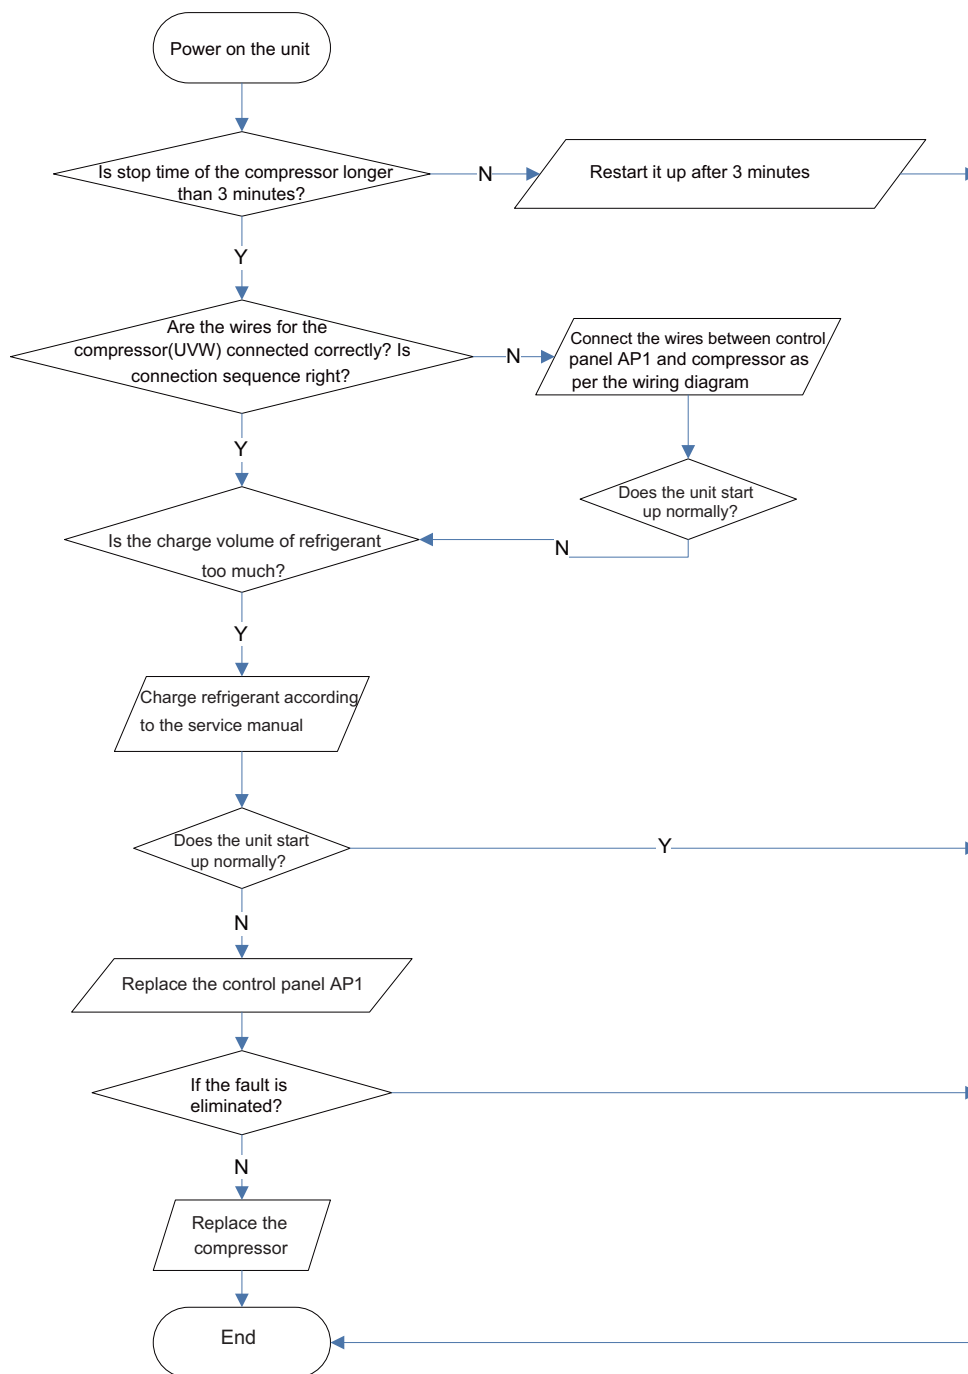 Power on the unit
Is stop time of the compressor longer
than 3 minutes?
N
Restart it up after 3 minutes
Y
Are the wires for the
compressor(UVW) connected correctly? Is
connection sequence right?
N
Connect the wires between control
panel AP1 and compressor as
per the wiring diagram
Y
Does the unit start
up normally?
Is the charge volume of refrigerant
too much?
N
Y
Charge refrigerant according
to the service manual
Does the unit start
up normally?
Y
N
Replace the control panel AP1
If the fault is
eliminated?
N
Replace the
compressor
End